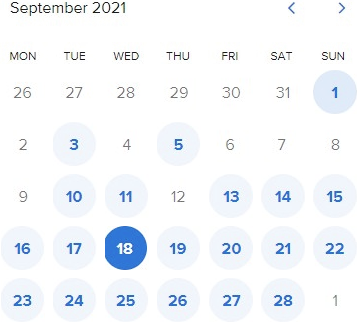 September 2021
MON TUE WED THU FRI SAT SUN
26 27 28 29 30 31 1
2 3 4 5 6 7 8
9 10 11 12 13 14 15
16 17 18 19 20 21 22
23 24 25 26 27 28 1